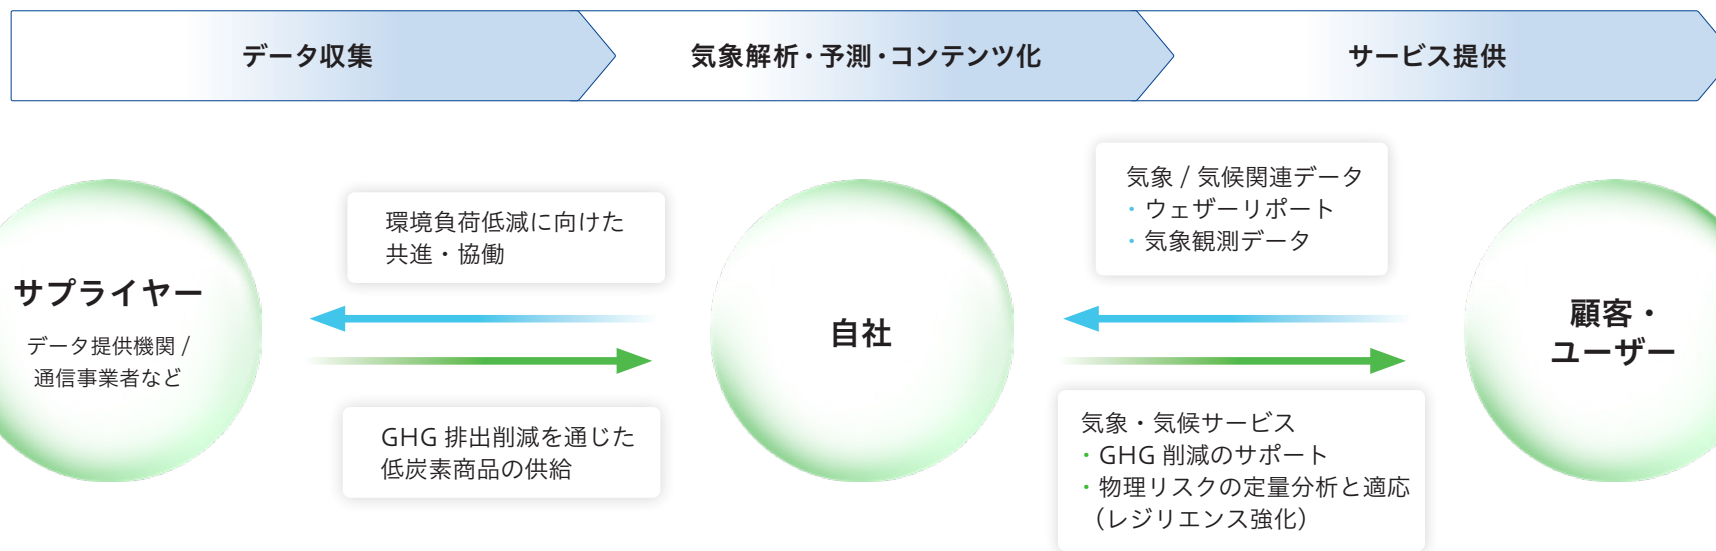 データ収集
気象解析・予測・コンテンツ化
サービス提供
サプライヤー
データ提供機関 /
通信事業者など
環境負荷低減に向けた
共進・協働
GHG 排出削減を通じた
低炭素商品の供給
自社
気象 / 気候関連データ
・ウェザーリポート
・気象観測データ
気象・気候サービス
・GHG 削減のサポート
・物理リスクの定量分析と適応
（レジリエンス強化）
顧客・
ユーザー